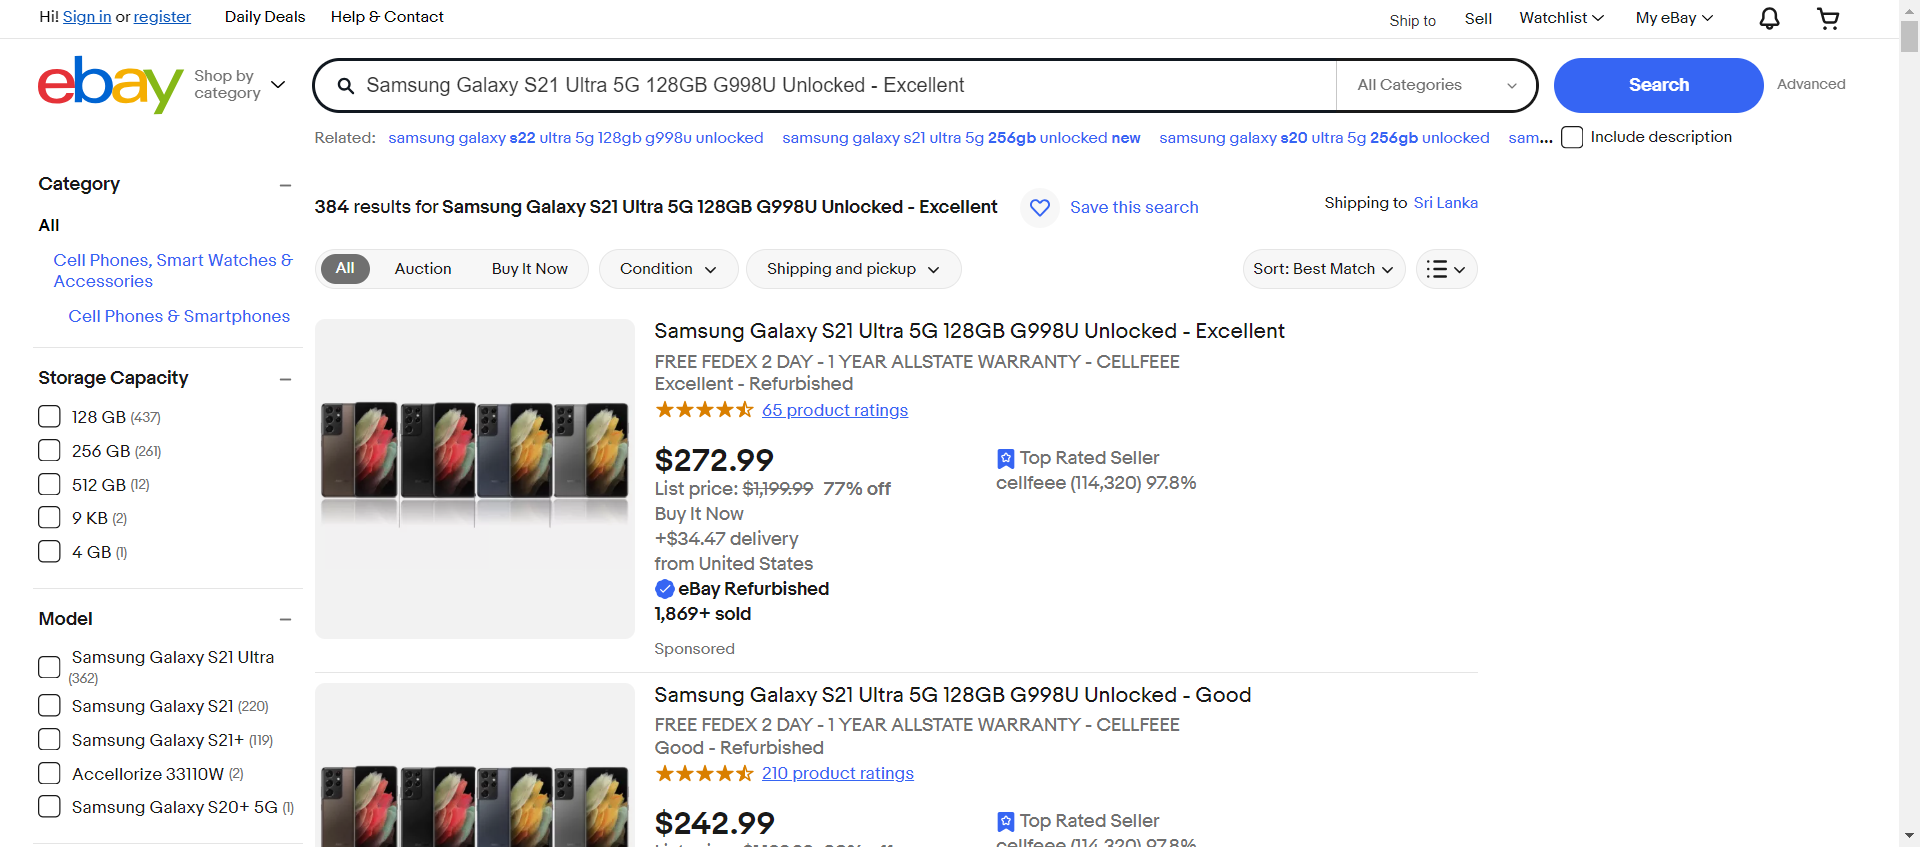 Hi! Sign in or register Daily Deals Help & Contact Ship to Sell Watchlist My eBay
ebay
Shop by
category
Samsung Galaxy S21 Ultra 5G 128GB G998U Unlocked - Excellent All Categories Search Advanced
Related: samsung galaxy s22 ultra 5g 128gb g998u unlocked samsung galaxy s21 ultra 5g 256gb unlocked new samsung galaxy s20 ultra 5g 256gb unlocked sam... Include description
Category
All
Cell Phones, Smart Watches &
Accessories
Cell Phones & Smartphones
Storage Capacity
128 GB (437)
256 GB (261)
512 GB (12)
9 KB (2)
4 GB (1)
Model
Samsung Galaxy S21 Ultra
(362)
Samsung Galaxy S21 (220)
Samsung Galaxy S21+ (119)
Accellorize 33110W (2)
Samsung Galaxy S20+ 5G (1)
384 results for Samsung Galaxy S21 Ultra 5G 128GB G998U Unlocked - Excellent Save this search Shipping to Sri Lanka
All Auction Buy It Now Condition Shipping and pickup Sort: Best Match
Samsung Galaxy S21 Ultra 5G 128GB G998U Unlocked - Excellent
FREE FEDEX 2 DAY - 1 YEAR ALLSTATE WARRANTY - CELLFEEE
Excellent - Refurbished
65 product ratings
$272.99
List price: $1,199.99 77% off
Buy It Now
+$34.47 delivery
from United States
eBay Refurbished
1,869+ sold
Sponsored
Top Rated Seller
cellfeee (114,320) 97.8%
Samsung Galaxy S21 Ultra 5G 128GB G998U Unlocked - Good
FREE FEDEX 2 DAY - 1 YEAR ALLSTATE WARRANTY - CELLFEEE
Good - Refurbished
210 product ratings
$242.99
Top Rated Seller
cellfeee (114,320) 97.8%